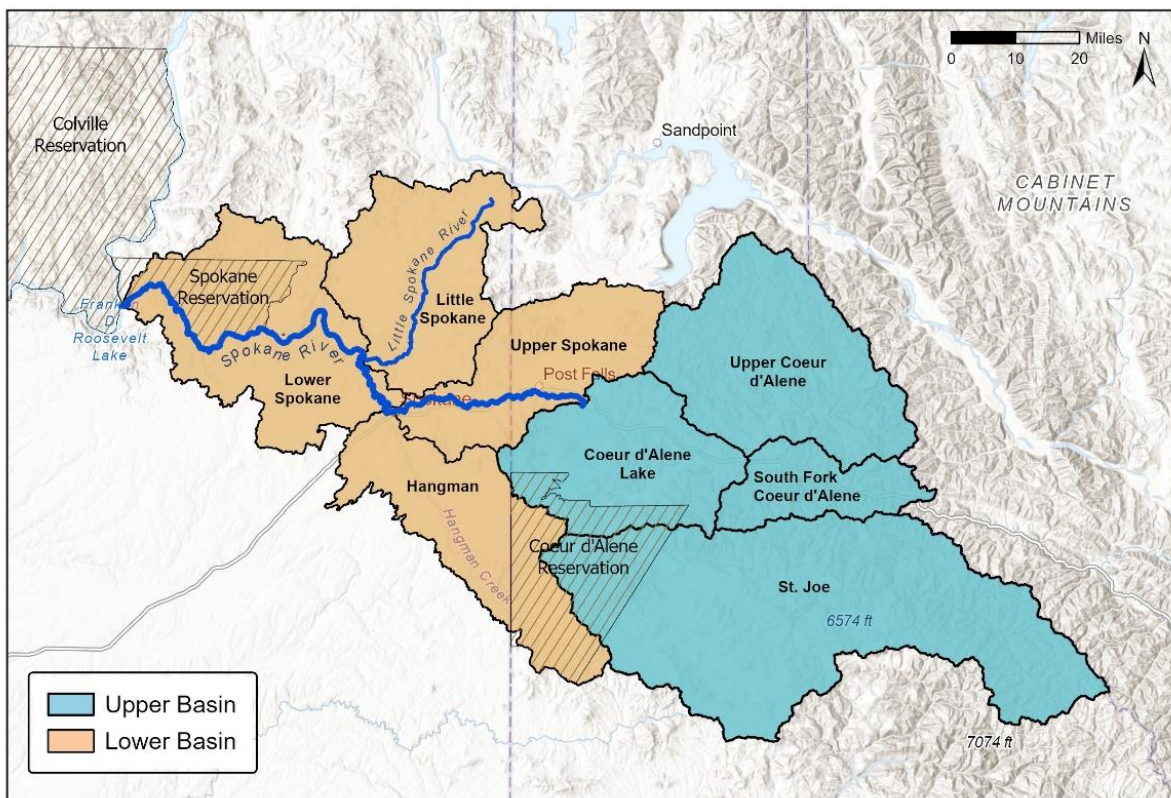 Miles
N
0 10 20
Colville
Reservation
Sandpoint
CABINET
MOUNTAINS
Little Spokane River
Spokane
Reservation
Franklin
D
Roosevelt
Lake
Little
Spokane
Upper Spokane
Spokane River
Upper Coeur
d'Alene
Post Falls
Lower
Spokane
Spokane
Coeur d'Alene
Lake
South Fork
Coeur d'Alene
Hangman
Hangman Creek
Coeur d'Alene
Reservation
St. Joe
6574 ft
7074 ft
Upper Basin
Lower Basin